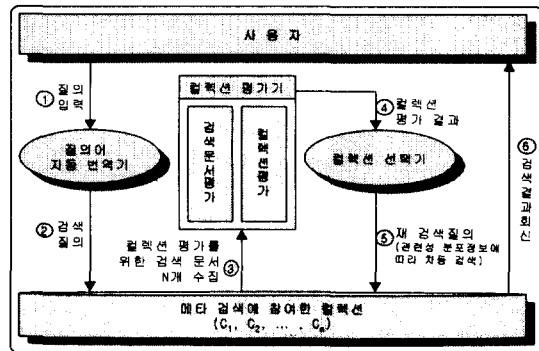 사 용 자
① 질의
입력
컬렉션 평가기
검색문서평가
컬렉션평가
④ 컬렉션
평가 결과
질의어
자동 번역기
컬렉션 선택기
⑥ 검색결과회신
② 검색
질의
컬렉션 평가를
위한 검색 문서 ③
N개 수집
⑤ 재 검색질의
(관련성 분포정보에
따라 차등 검색)
메타 검색에 참여한 컬렉션
(C₁, C₂, ... , Cₙ)